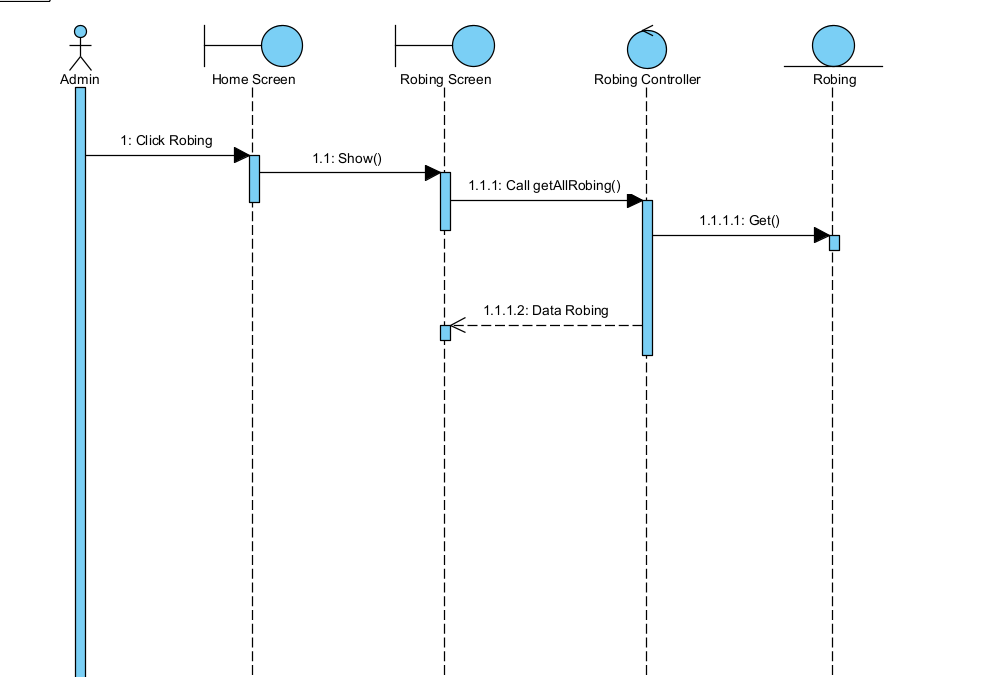 Admin
Home Screen
Robing Screen
Robing Controller
Robing
1: Click Robing
1.1: Show()
1.1.1: Call getAllRobing()
1.1.1.1: Get()
1.1.1.2: Data Robing